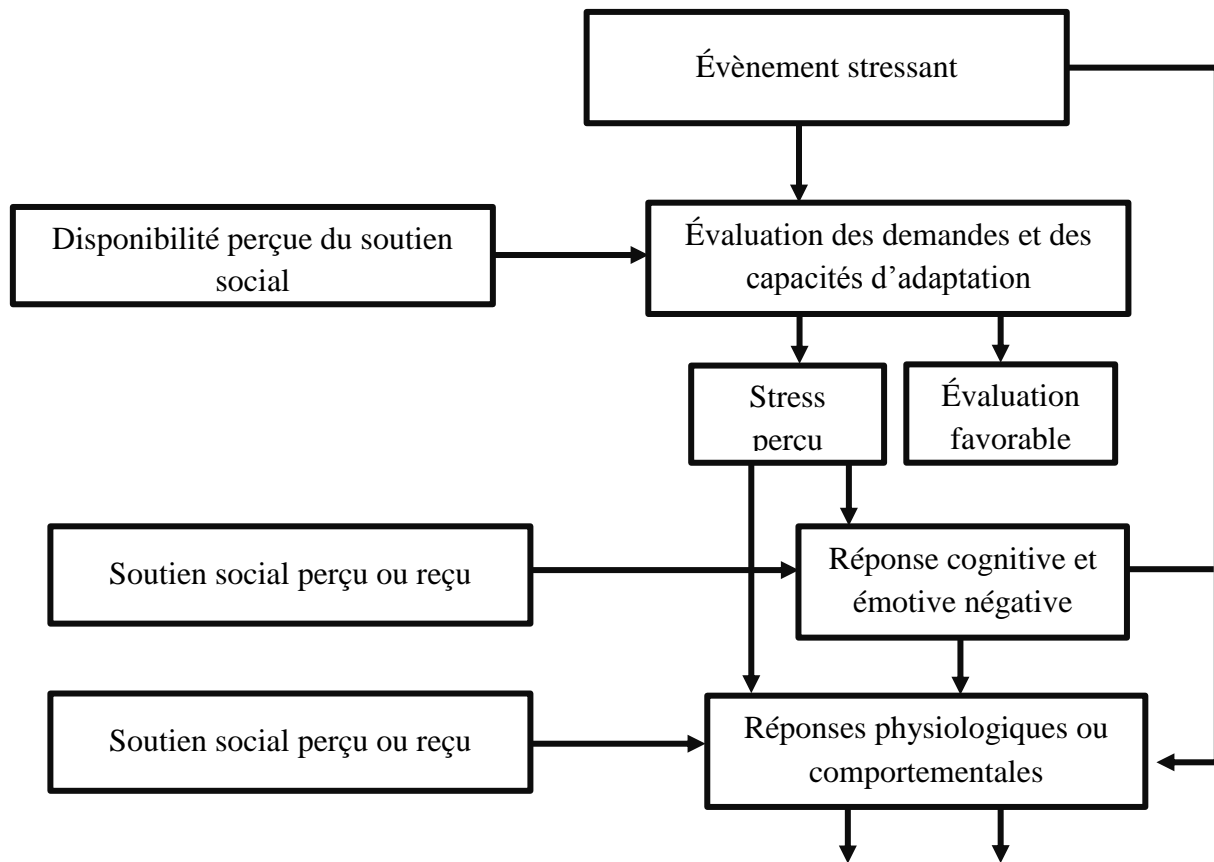 Évènement stressant
Disponibilité perçue du soutien
social
Évaluation des demandes et des
capacités d’adaptation
Stress
perçu
Évaluation
favorable
Soutien social perçu ou reçu
Réponse cognitive et
émotive négative
Soutien social perçu ou reçu
Réponses physiologiques ou
comportementales